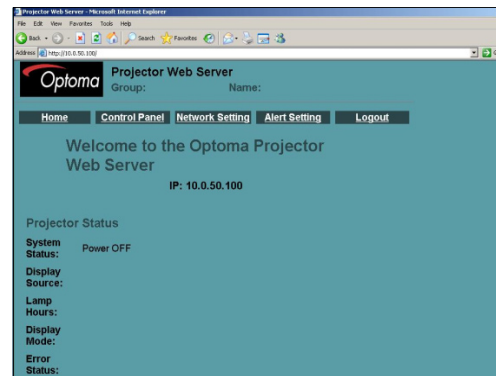 Projector Web Server - Microsoft Internet Explorer
File Edit View Favorites Tools Help
Back Search Favorites
Address http://10.0.50.100/
Optoma
Projector Web Server
Group: Name:
Home Control Panel Network Setting Alert Setting Logout
Welcome to the Optoma Projector
Web Server
IP: 10.0.50.100
Projector Status
System
Status: Power OFF
Display
Source:
Lamp
Hours:
Display
Mode:
Error
Status: